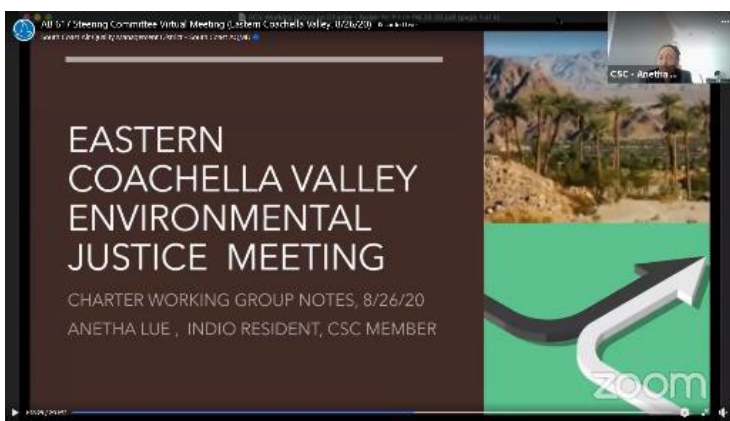 AB 617 Steering Committee Virtual Meeting (Eastern Coachella Valley, 8/26/20)
South Coast Air Quality Management District - South Coast AQMD
CSC - Anetha ...
EASTERN
COACHELLA VALLEY
ENVIRONMENTAL
JUSTICE MEETING
CHARTER WORKING GROUP NOTES, 8/26/20
ANETHA LUE , INDIO RESIDENT, CSC MEMBER
zoom